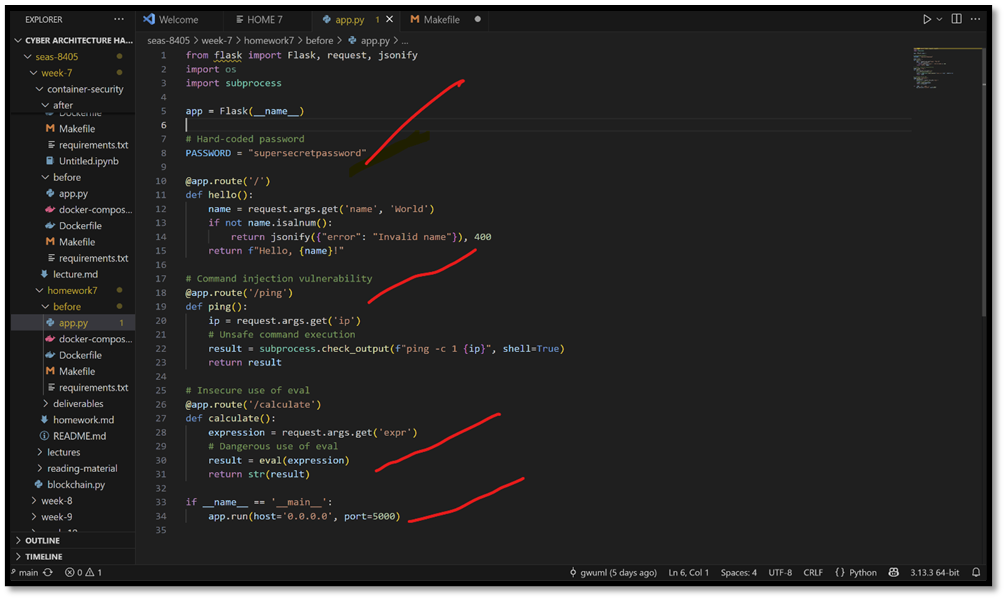 EXPLORER ...
Welcome
HOME 7
app.py 1
Makefile
CYBER ARCHITECTURE HA...
seas-8405 > week-7 > homework7 > before > app.py > ...
seas-8405
week-7
container-security
after
Dockerfile
Makefile
requirements.txt
Untitled.ipynb
before
app.py
docker-compos...
Dockerfile
Makefile
requirements.txt
lecture.md
homework7
before
app.py 1
docker-compos...
Dockerfile
Makefile
requirements.txt
deliverables
homework.md
README.md
lectures
reading-material
blockchain.py
week-8
week-9
OUTLINE
TIMELINE
1 from flask import Flask, request, jsonify
2 import os
3 import subprocess
4
5 app = Flask(__name__)
6
7 # Hard-coded password
8 PASSWORD = "supersecretpassword"
9
10 @app.route('/')
11 def hello():
12 name = request.args.get('name', 'World')
13 if not name.isalnum():
14 return jsonify({"error": "Invalid name"}), 400
15 return f"Hello, {name}!"
16
17 # Command injection vulnerability
18 @app.route('/ping')
19 def ping():
20 ip = request.args.get('ip')
21 # Unsafe command execution
22 result = subprocess.check_output(f"ping -c 1 {ip}", shell=True)
23 return result
24
25 # Insecure use of eval
26 @app.route('/calculate')
27 def calculate():
28 expression = request.args.get('expr')
29 # Dangerous use of eval
30 result = eval(expression)
31 return str(result)
32
33 if __name__ == '__main__':
34 app.run(host='0.0.0.0', port=5000)
35
main 0 1 gwuml (5 days ago) Ln 6, Col 1 Spaces: 4 UTF-8 CRLF {} Python 3.13.3 64-bit